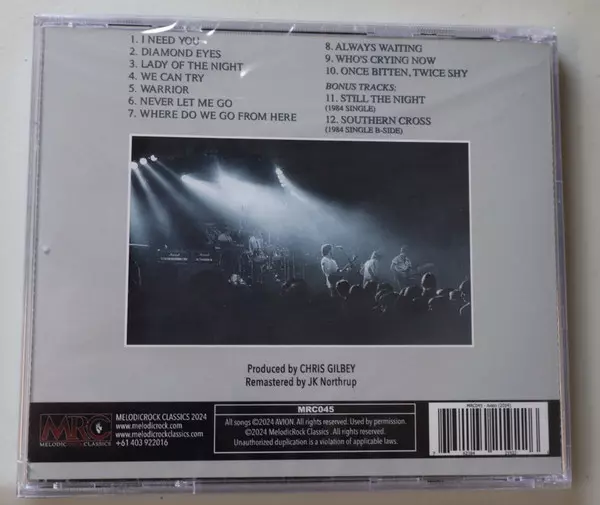 1. I NEED YOU
2. DIAMOND EYES
3. LADY OF THE NIGHT
4. WE CAN TRY
5. WARRIOR
6. NEVER LET ME GO
7. WHERE DO WE GO FROM HERE
8. ALWAYS WAITING
9. WHO'S CRYING NOW
10. ONCE BITTEN, TWICE SHY
BONUS TRACKS:
11. STILL THE NIGHT
(1984 SINGLE)
12. SOUTHERN CROSS
(1984 SINGLE B-SIDE)
Produced by CHRIS GILBEY
Remastered by JK Northrup
MRC
MELODIC CLASSICS
MELODICROCK CLASSICS 2024
www.melodicrock.com
www.melodicrockclassics.com
+61 403 922016
MRC045
All songs ©2024 AVION. All rights reserved. Used by permission.
©2024 MelodicRock Classics. All rights reserved.
Unauthorized duplication is a violation of applicable laws.